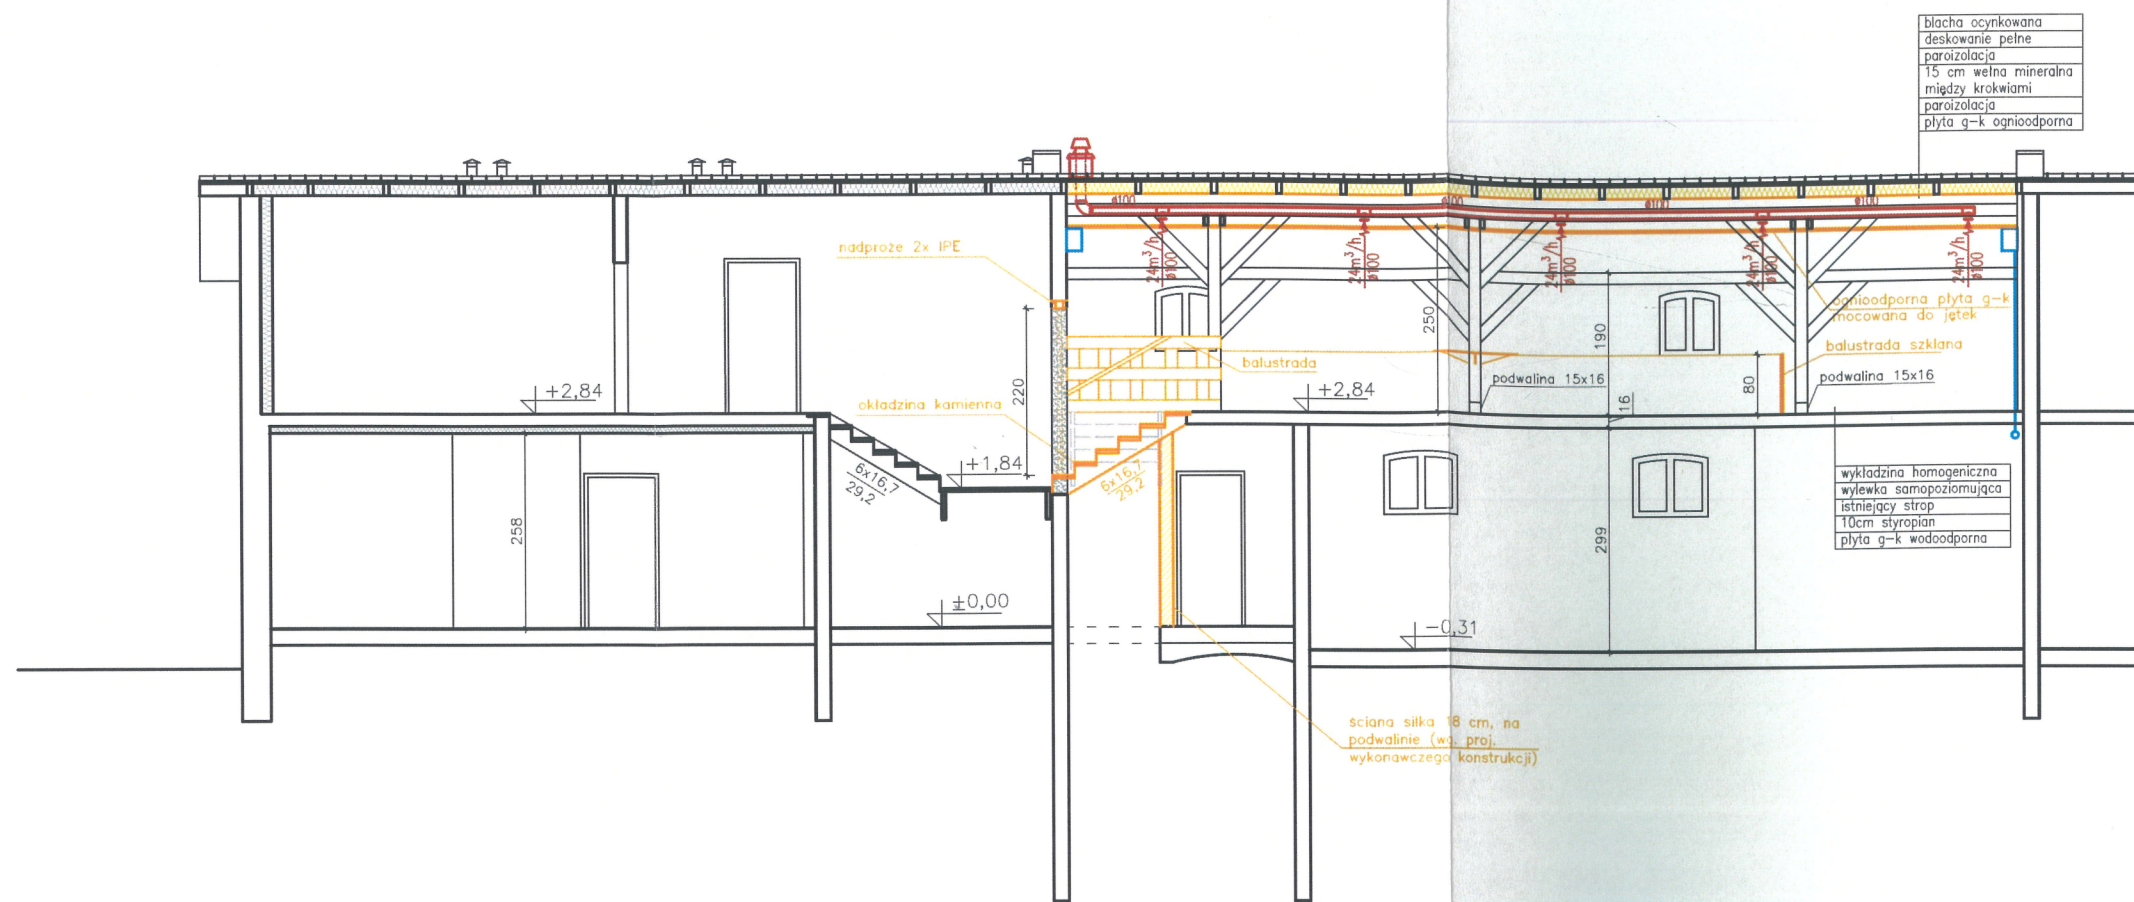 blacha ocynkowana
deskowanie pełne
paroizolacja
15 cm wełna mineralna
między krokwiami
paroizolacja
płyta g-k ognioodporna
ø100
ø100
ø100
ø100
ø100
24m³/h
ø100
24m³/h
ø100
24m³/h
ø100
24m³/h
ø100
24m³/h
ø100
nadproże 2x IPE
ognioodporna płyta g-k
mocowana do jętek
250
190
balustrada szklana
balustrada
podwalina 15x16
podwalina 15x16
80
16
220
+2,84
+2,84
okładzina kamienna
+1,84
6x16,7
29,2
6x16,7
29,2
wykładzina homogeniczna
wylewka samopoziomująca
istniejący strop
10cm styropian
płyta g-k wodoodporna
258
299
±0,00
-0,31
ściana silka 18 cm, na
podwalinie (wg. proj.
wykonawczego konstrukcji)